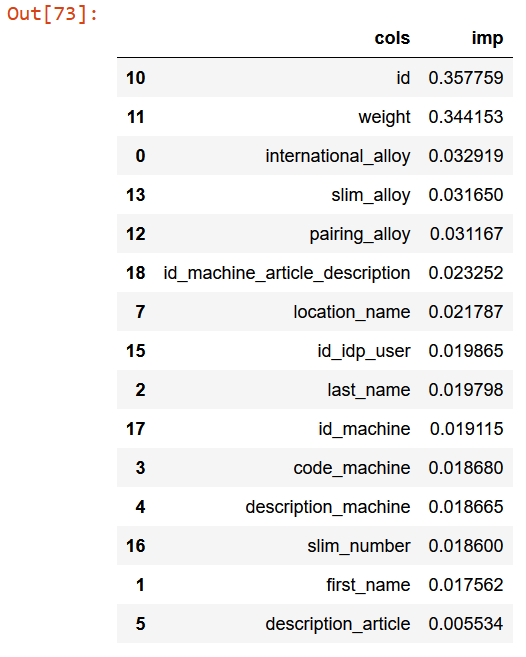 Out[73]:
cols imp
10 id 0.357759
11 weight 0.344153
0 international_alloy 0.032919
13 slim_alloy 0.031650
12 pairing_alloy 0.031167
18 id_machine_article_description 0.023252
7 location_name 0.021787
15 id_idp_user 0.019865
2 last_name 0.019798
17 id_machine 0.019115
3 code_machine 0.018680
4 description_machine 0.018665
16 slim_number 0.018600
1 first_name 0.017562
5 description_article 0.005534